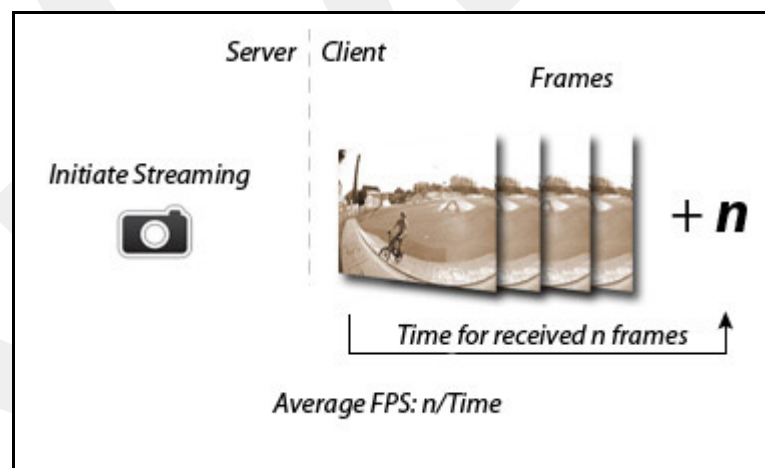 Server
Client
Frames
Initiate Streaming
+ n
Time for received n frames
Average FPS: n/Time